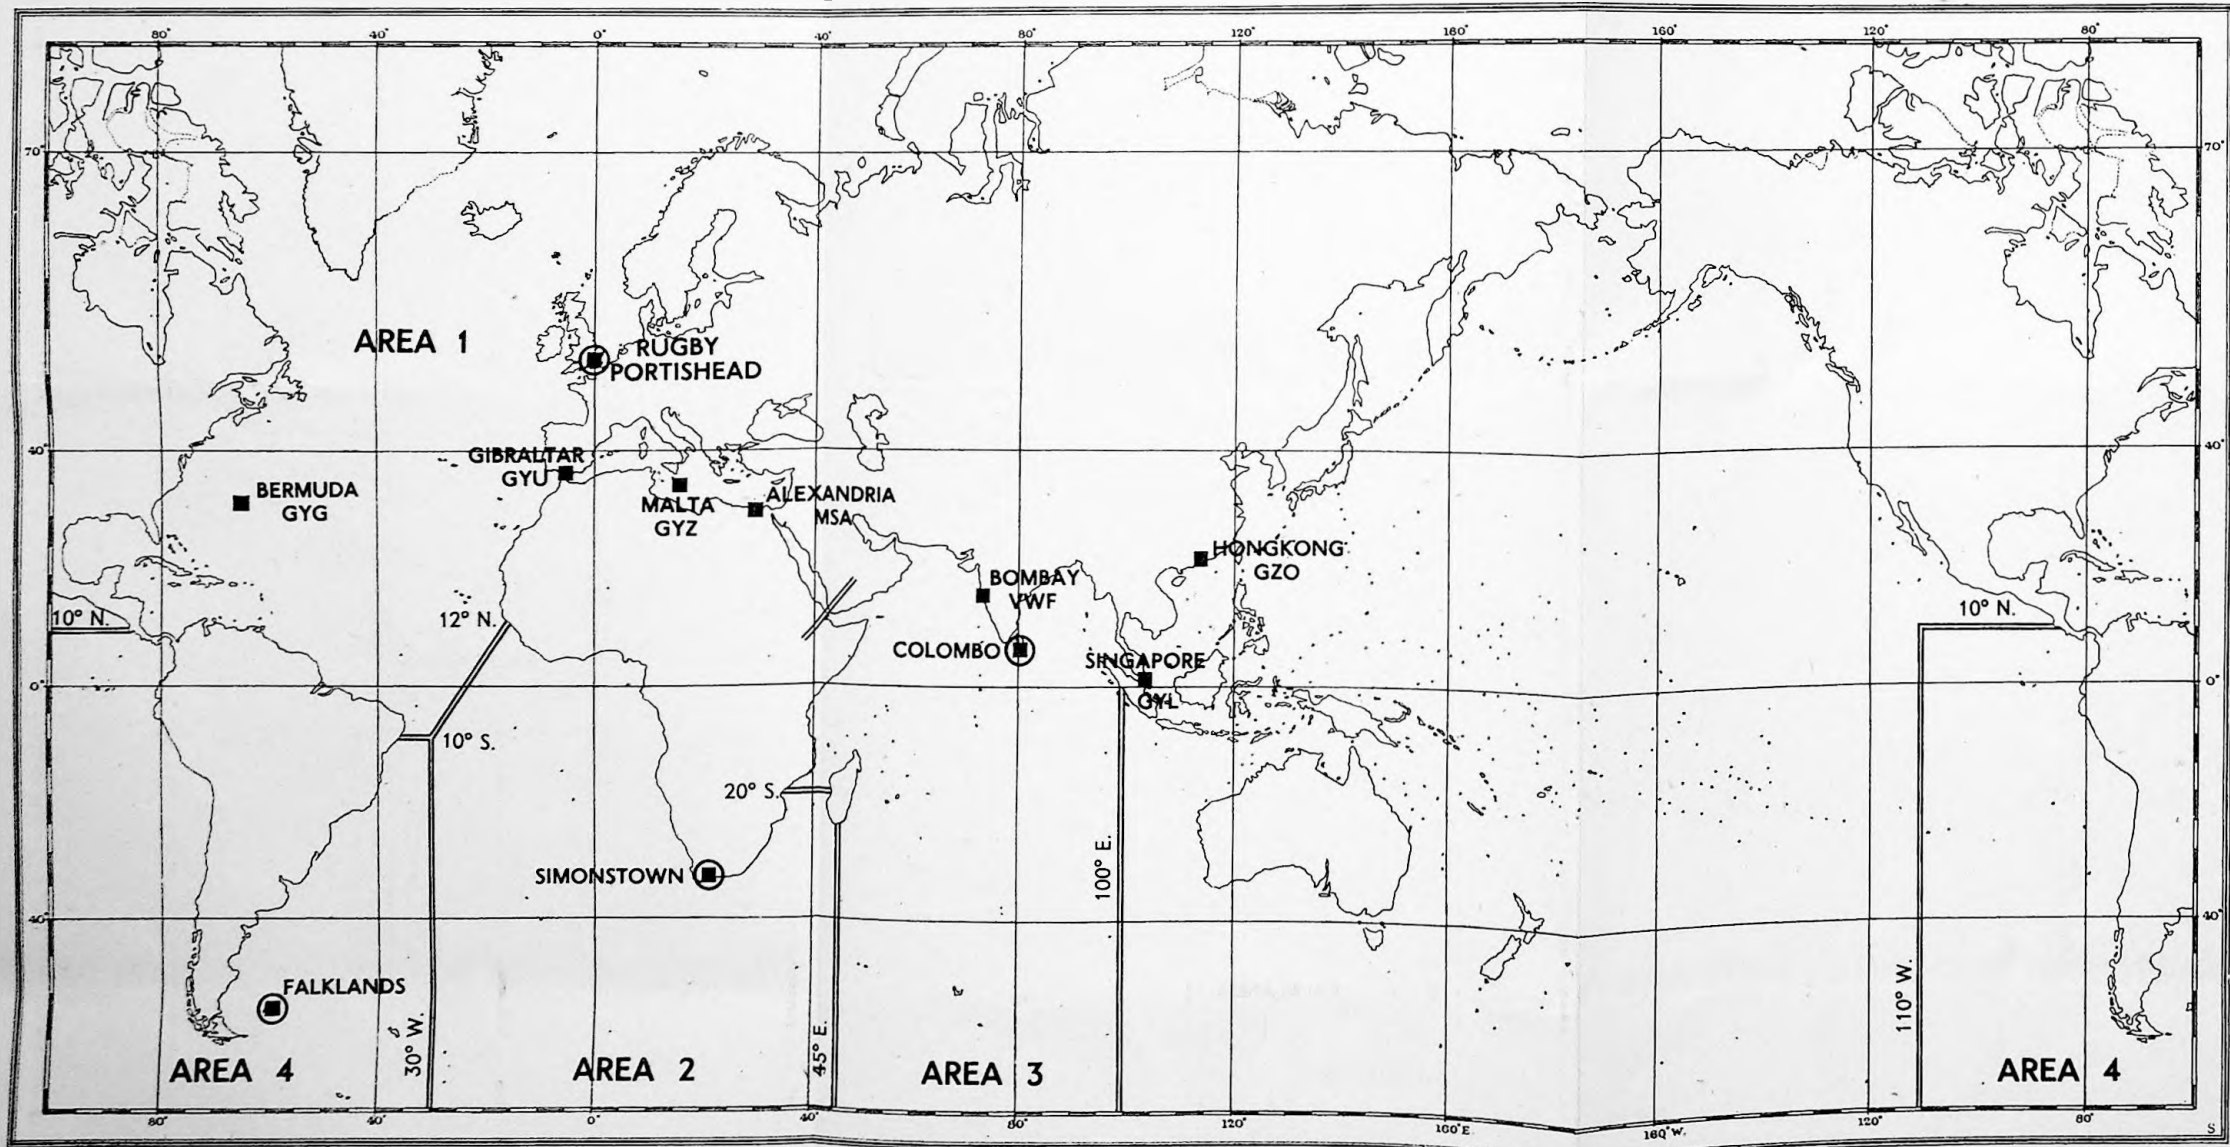 80° 40° 0° 40° 80° 120° 160° 160° 120° 80°
70° 70°
AREA 1
RUGBY
PORTISHEAD
40° 40°
GIBRALTAR
GYU
BERMUDA
GYG
MALTA
GYZ
ALEXANDRIA
MSA
HONGKONG
GZO
BOMBAY
VWF
10° N.
12° N.
10° N.
COLOMBO
SINGAPORE
GYL
0° 0°
10° S.
20° S.
SIMONSTOWN
100° E.
40° 40°
FALKLANDS
30° W.
45° E.
110° W.
AREA 4
AREA 2
AREA 3
AREA 4
80° 40° 0° 40° 80° 120° 160° E. 160° W. 120° 80°
S